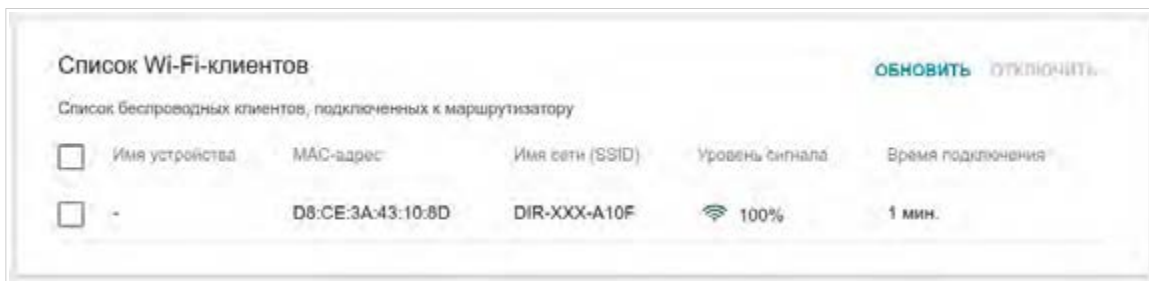 Список Wi-Fi-клиентов
ОБНОВИТЬ ОТКЛЮЧИТЬ
Список беспроводных клиентов, подключенных к маршрутизатору
Имя устройства MAC-адрес Имя сети (SSID) Уровень сигнала Время подключения
- D8:CE:3A:43:10:8D DIR-XXX-A10F 100% 1 мин.